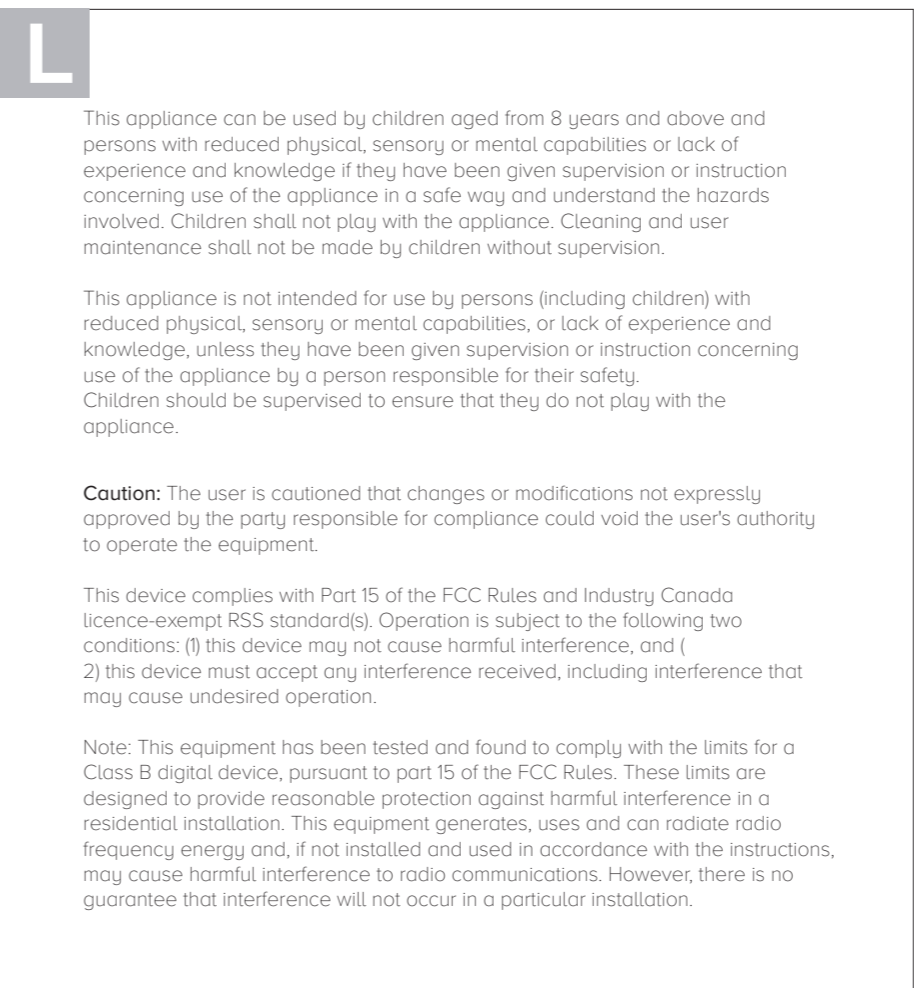 L
This appliance can be used by children aged from 8 years and above and
persons with reduced physical, sensory or mental capabilities or lack of
experience and knowledge if they have been given supervision or instruction
concerning use of the appliance in a safe way and understand the hazards
involved. Children shall not play with the appliance. Cleaning and user
maintenance shall not be made by children without supervision.
This appliance is not intended for use by persons (including children) with
reduced physical, sensory or mental capabilities, or lack of experience and
knowledge, unless they have been given supervision or instruction concerning
use of the appliance by a person responsible for their safety.
Children should be supervised to ensure that they do not play with the
appliance.
Caution: The user is cautioned that changes or modifications not expressly
approved by the party responsible for compliance could void the user's authority
to operate the equipment.
This device complies with Part 15 of the FCC Rules and Industry Canada
licence-exempt RSS standard(s). Operation is subject to the following two
conditions: (1) this device may not cause harmful interference, and (
2) this device must accept any interference received, including interference that
may cause undesired operation.
Note: This equipment has been tested and found to comply with the limits for a
Class B digital device, pursuant to part 15 of the FCC Rules. These limits are
designed to provide reasonable protection against harmful interference in a
residential installation. This equipment generates, uses and can radiate radio
frequency energy and, if not installed and used in accordance with the instructions,
may cause harmful interference to radio communications. However, there is no
guarantee that interference will not occur in a particular installation.